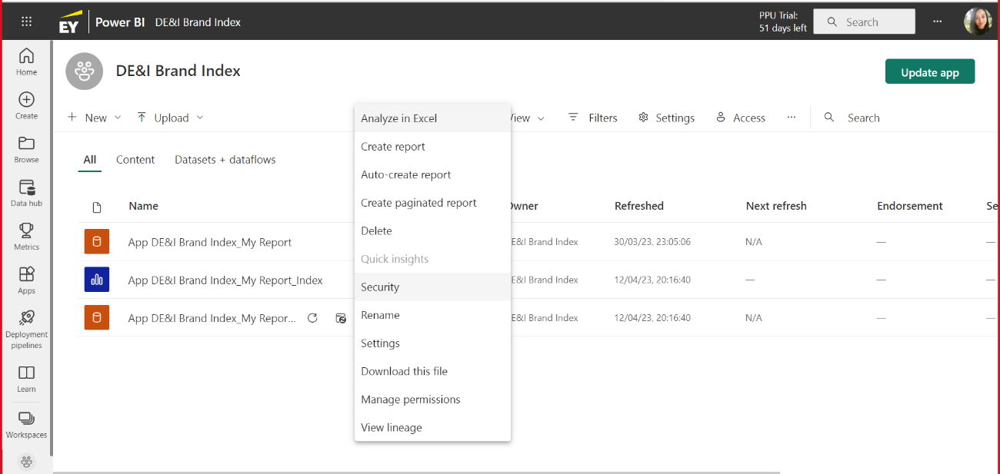 EY
Power BI DE&I Brand Index
PPU Trial:
51 days left
Search
Home
Create
Browse
Data hub
Metrics
Apps
Deployment
pipelines
Learn
Workspaces
DE&I Brand Index
Update app
New Upload View Filters Settings Access Search
All Content Datasets + dataflows
Name Owner Refreshed Next refresh Endorsement Se
App DE&I Brand Index_My Report E&I Brand Index 30/03/23, 23:05:06 N/A —
App DE&I Brand Index_My Report_Index E&I Brand Index 12/04/23, 20:16:40 — —
App DE&I Brand Index_My Repor... E&I Brand Index 12/04/23, 20:16:40 N/A —
Analyze in Excel
Create report
Auto-create report
Create paginated report
Delete
Quick insights
Security
Rename
Settings
Download this file
Manage permissions
View lineage